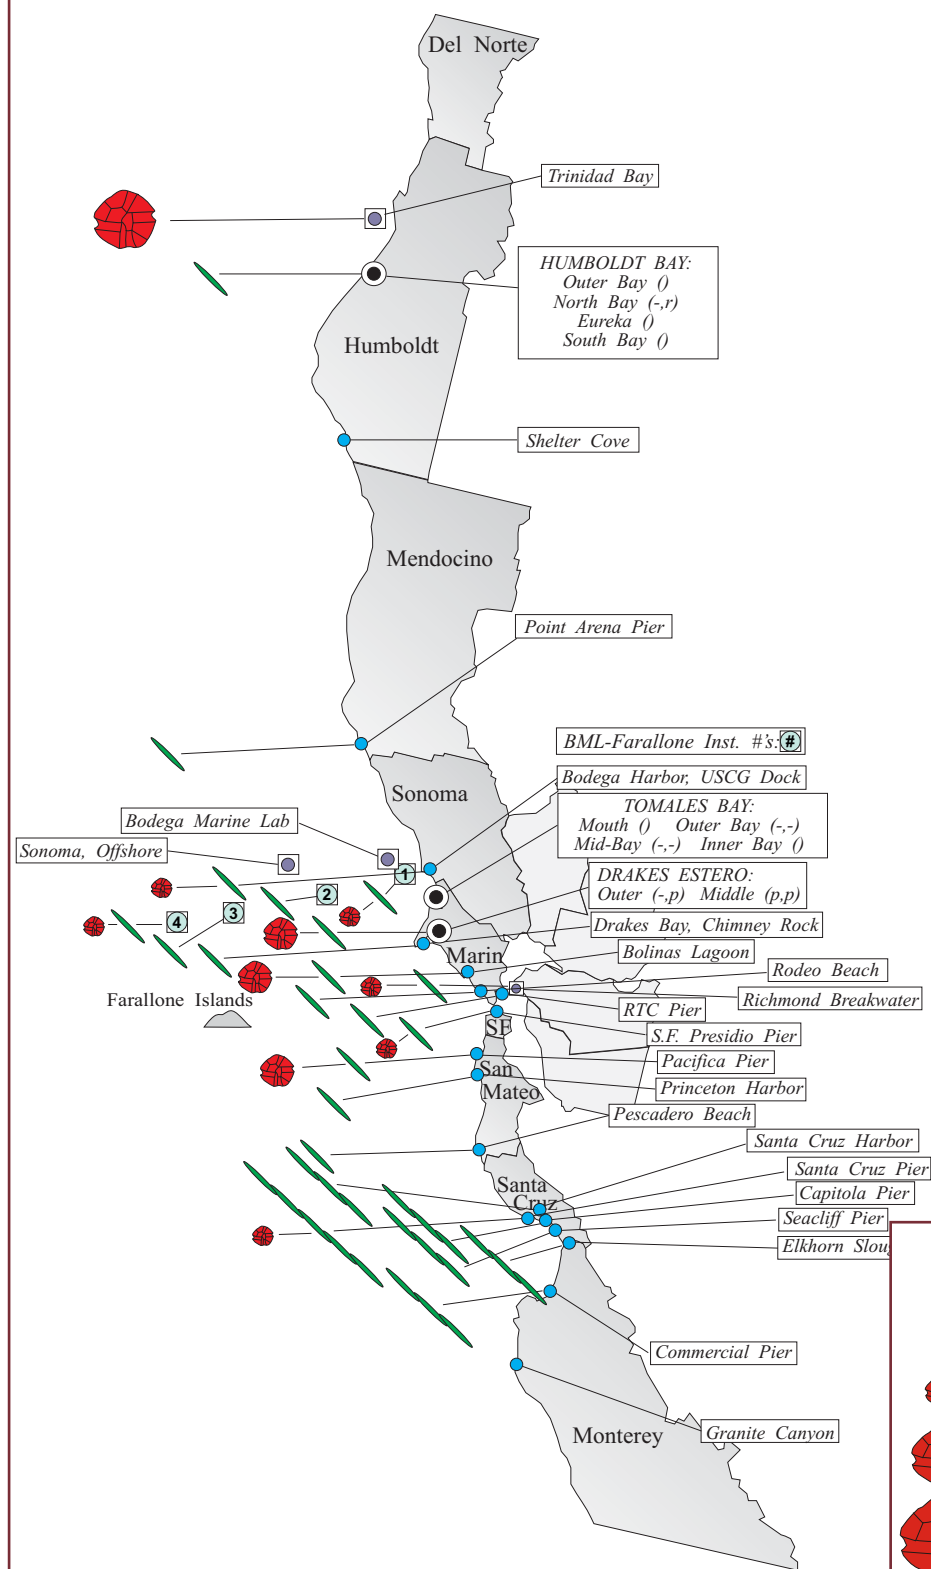 Del Norte
Trinidad Bay
HUMBOLDT BAY:
Outer Bay ()
North Bay (-,r)
Eureka ()
South Bay ()
Humboldt
Shelter Cove
Mendocino
Point Arena Pier
BML-Farallone Inst. #'s: #
Bodega Harbor, USCG Dock
Sonoma
TOMALES BAY:
Mouth () Outer Bay (-,-)
Mid-Bay (-,-) Inner Bay ()
Bodega Marine Lab
Sonoma, Offshore
1
2
3
4
DRAKES ESTERO:
Outer (-,p) Middle (p,p)
Drakes Bay, Chimney Rock
Marin
Bolinas Lagoon
Rodeo Beach
Farallone Islands
Richmond Breakwater
RTC Pier
SF
S.F. Presidio Pier
Pacifica Pier
San
Mateo
Princeton Harbor
Pescadero Beach
Santa Cruz Harbor
Santa Cruz Pier
Santa
Cruz
Capitola Pier
Seacliff Pier
Elkhorn Sloug
Commercial Pier
Granite Canyon
Monterey